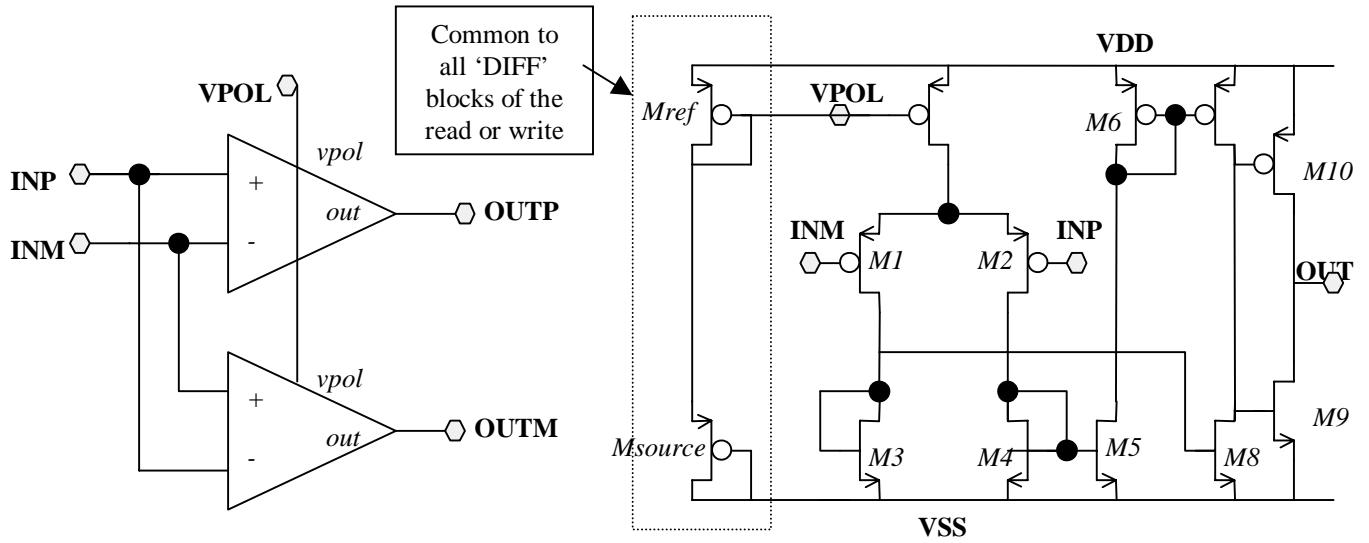 Common to
all ‘DIFF’
blocks of the
read or write
VDD
VPOL
Mref
VPOL
M6
M10
vpol
INP
+
out
OUTP
INM
-
INM
M1
M2
INP
OUT
vpol
+
out
OUTM
-
Msource
M3
M4
M5
M8
M9
VSS